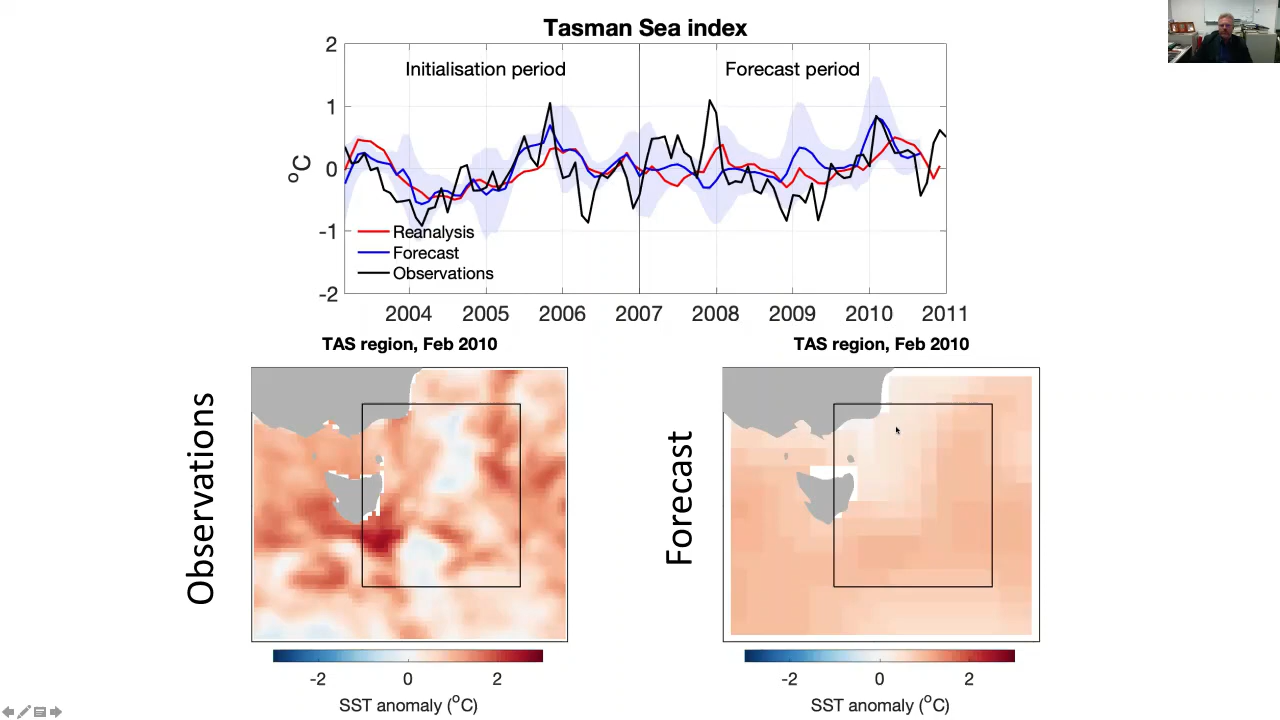 Tasman Sea index
Initialisation period
Forecast period
2
1
0
-1
-2
°C
Reanalysis
Forecast
Observations
2004 2005 2006 2007 2008 2009 2010 2011
TAS region, Feb 2010
TAS region, Feb 2010
Observations
Forecast
-2 0 2
SST anomaly (°C)
-2 0 2
SST anomaly (°C)